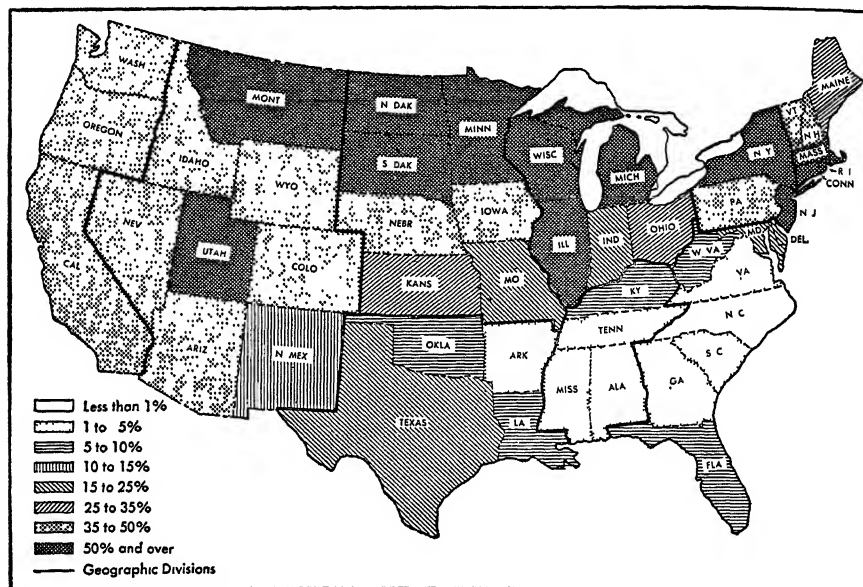 WASH
OREGON
CAL
NEV
IDAHO
MONT
WYO
UTAH
COLO
ARIZ
N MEX
N DAK
S DAK
NEBR
KANS
OKLA
TEXAS
MINN
IOWA
MO
ARK
LA
WISC
ILL
MICH
IND
OHIO
KY
TENN
MISS
ALA
GA
FLA
S C
N C
VA
W VA
MD
DEL.
PA
N J
N Y
CONN
R I
MASS
VT
N H
MAINE
Less than 1%
1 to 5%
5 to 10%
10 to 15%
15 to 25%
25 to 35%
35 to 50%
50% and over
Geographic Divisions